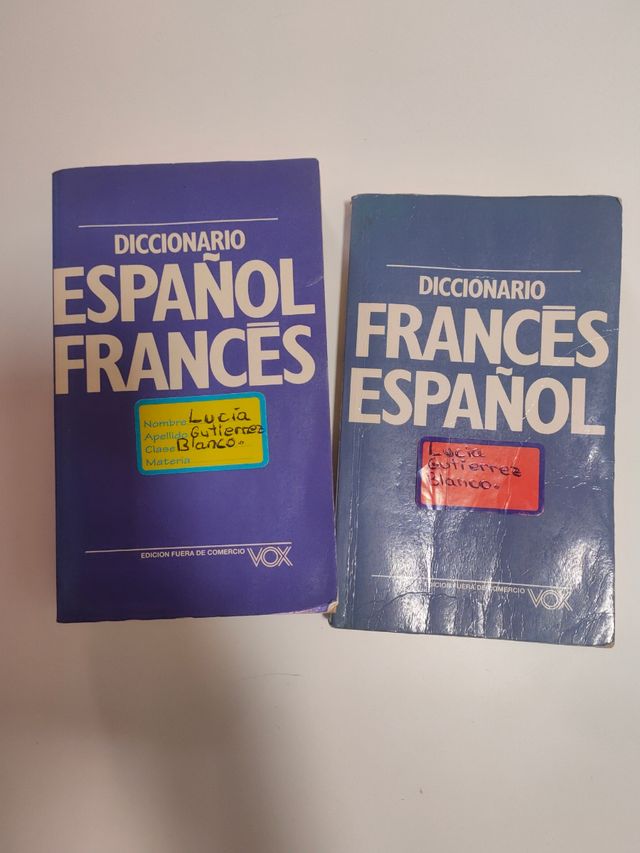 DICCIONARIO
ESPAÑOL
FRANCÉS
Nombre Lucía
Apellido Gutierrez
Clase Blanco.
Materia
EDICION FUERA DE COMERCIO VOX
DICCIONARIO
FRANCÉS
ESPAÑOL
Lucía
Gutierrez
Blanco.
EDICION FUERA DE COMERCIO VOX